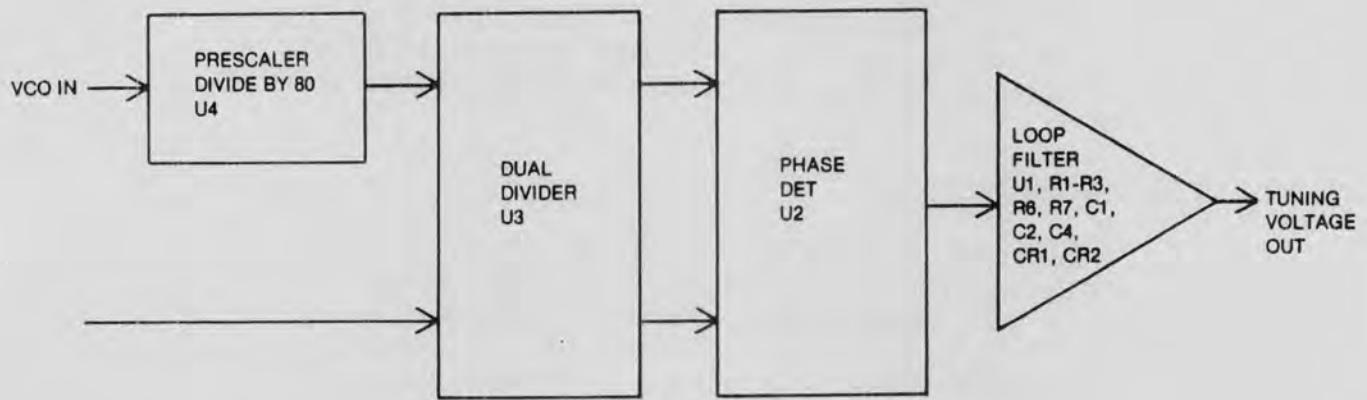 VCO IN
PRESCALER
DIVIDE BY 80
U4
DUAL
DIVIDER
U3
PHASE
DET
U2
LOOP
FILTER
U1, R1-R3,
R6, R7, C1,
C2, C4,
CR1, CR2
TUNING
VOLTAGE
OUT